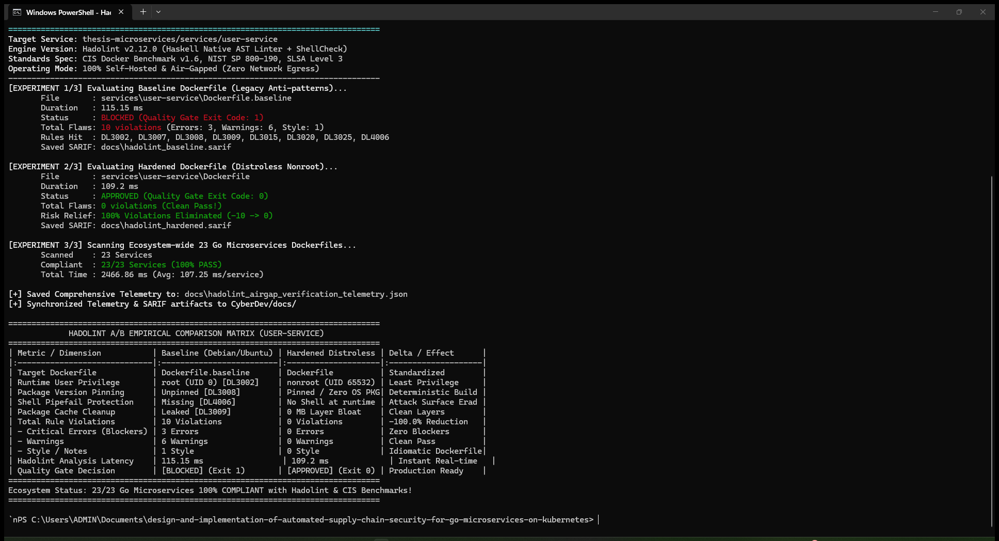 Windows PowerShell - Hac
================================================================================
Target Service: thesis-microservices/services/user-service
Engine Version: Hadolint v2.12.0 (Haskell Native AST Linter + ShellCheck)
Standards Spec: CIS Docker Benchmark v1.6, NIST SP 800-190, SLSA Level 3
Operating Mode: 100% Self-Hosted & Air-Gapped (Zero Network Egress)
--------------------------------------------------------------------------------
[EXPERIMENT 1/3] Evaluating Baseline Dockerfile (Legacy Anti-patterns)...
       File       : services\user-service\Dockerfile.baseline
       Duration   : 115.15 ms
       Status     : BLOCKED (Quality Gate Exit Code: 1)
       Total Flaws: 10 violations (Errors: 3, Warnings: 6, Style: 1)
       Rules Hit  : DL3002, DL3007, DL3008, DL3009, DL3015, DL3020, DL3025, DL4006
       Saved SARIF: docs\hadolint_baseline.sarif

[EXPERIMENT 2/3] Evaluating Hardened Dockerfile (Distroless Nonroot)...
       File       : services\user-service\Dockerfile
       Duration   : 109.2 ms
       Status     : APPROVED (Quality Gate Exit Code: 0)
       Total Flaws: 0 violations (Clean Pass!)
       Risk Relief: 100% Violations Eliminated (-10 -> 0)
       Saved SARIF: docs\hadolint_hardened.sarif

[EXPERIMENT 3/3] Scanning Ecosystem-wide 23 Go Microservices Dockerfiles...
       Scanned    : 23 Services
       Compliant  : 23/23 Services (100% PASS)
       Total Time : 2466.86 ms (Avg: 107.25 ms/service)

[+] Saved Comprehensive Telemetry to: docs\hadolint_airgap_verification_telemetry.json
[+] Synchronized Telemetry & SARIF artifacts to CyberDev/docs/

================================================================================
             HADOLINT A/B EMPIRICAL COMPARISON MATRIX (USER-SERVICE)
================================================================================
| Metric / Dimension           | Baseline (Debian/Ubuntu) | Hardened Distroless | Delta / Effect      |
|:-----------------------------|:-------------------------|:--------------------|:--------------------|
| Target Dockerfile            | Dockerfile.baseline      | Dockerfile          | Standardized        |
| Runtime User Privilege       | root (UID 0) [DL3002]    | nonroot (UID 65532) | Least Privilege     |
| Package Version Pinning      | Unpinned [DL3008]        | Pinned / Zero OS PKG| Deterministic Build |
| Shell Pipefail Protection    | Missing [DL4006]         | No Shell at runtime | Attack Surface Erad |
| Package Cache Cleanup        | Leaked [DL3009]          | 0 MB Layer Bloat    | Clean Layers        |
| Total Rule Violations        | 10 Violations            | 0 Violations        | -100.0% Reduction   |
| - Critical Errors (Blockers) | 3 Errors                 | 0 Errors            | Zero Blockers       |
| - Warnings                   | 6 Warnings               | 0 Warnings          | Clean Pass          |
| - Style / Notes              | 1 Style                  | 0 Style             | Idiomatic Dockerfile|
| Hadolint Analysis Latency    | 115.15 ms                 | 109.2 ms             | Instant Real-time   |
| Quality Gate Decision        | [BLOCKED] (Exit 1)       | [APPROVED] (Exit 0) | Production Ready    |
================================================================================
Ecosystem Status: 23/23 Go Microservices 100% COMPLIANT with Hadolint & CIS Benchmarks!
================================================================================

`nPS C:\Users\ADMIN\Documents\design-and-implementation-of-automated-supply-chain-security-for-go-microservices-on-kubernetes>